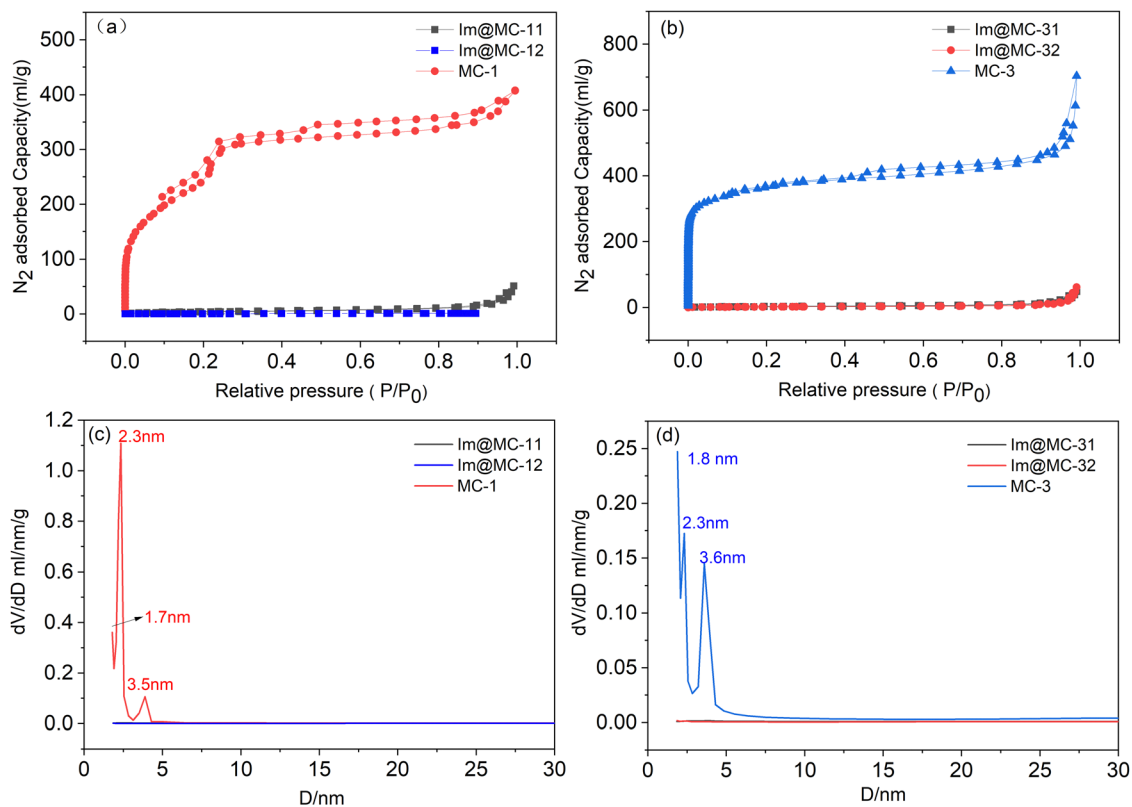 (a)
Im@MC-11
Im@MC-12
MC-1
N2 adsorbed Capacity(ml/g)
500
400
300
200
100
0
0.0 0.2 0.4 0.6 0.8 1.0
Relative pressure ( P/P0)
(b)
Im@MC-31
Im@MC-32
MC-3
N2 adsorbed Capacity(ml/g)
800
600
400
200
0
0.0 0.2 0.4 0.6 0.8 1.0
Relative pressure ( P/P0)
(c)
2.3nm
Im@MC-11
Im@MC-12
MC-1
1.7nm
3.5nm
dV/dD ml/nm/g
1.2
1.0
0.8
0.6
0.4
0.2
0.0
0 5 10 15 20 25 30
D/nm
(d)
1.8 nm
Im@MC-31
Im@MC-32
MC-3
2.3nm
3.6nm
dV/dD ml/nm/g
0.25
0.20
0.15
0.10
0.05
0.00
0 5 10 15 20 25 30
D/nm